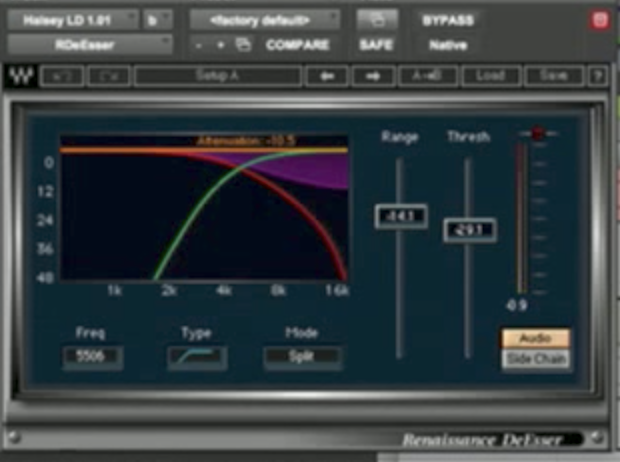 Halsey LD 1.01 b <factory default> BYPASS
RDeEsser - + COMPARE SAFE Native
W Setup A A→B Load Save ?
Attenuation: -10.5 Range Thresh
0
12
24
36
48
-14.1 -29.1
1k 2k 4k 8k 16k -0.9
Freq Type Mode
5506 Split
Audio
Side Chain
Renaissance DeEsser